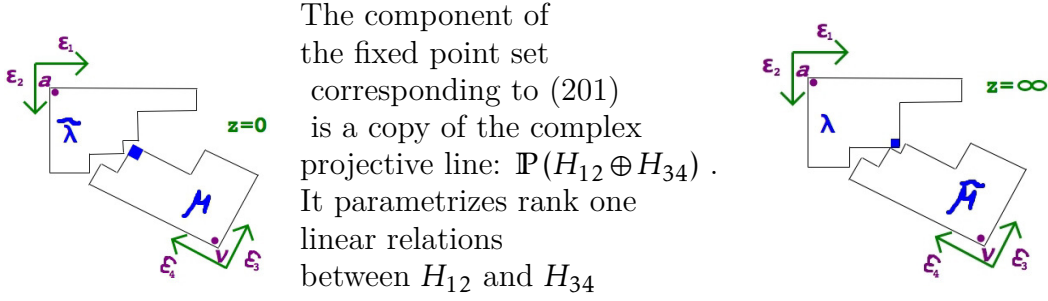 ε₁
ε₂
a
λ̃
z=0
μ
ν
ε₄
ε₃
The component of
the fixed point set
corresponding to (201)
is a copy of the complex
projective line: ℙ(H₁₂ ⊕ H₃₄) .
It parametrizes rank one
linear relations
between H₁₂ and H₃₄
ε₁
ε₂
a
z=∞
λ
μ̃
ν
ε₄
ε₃